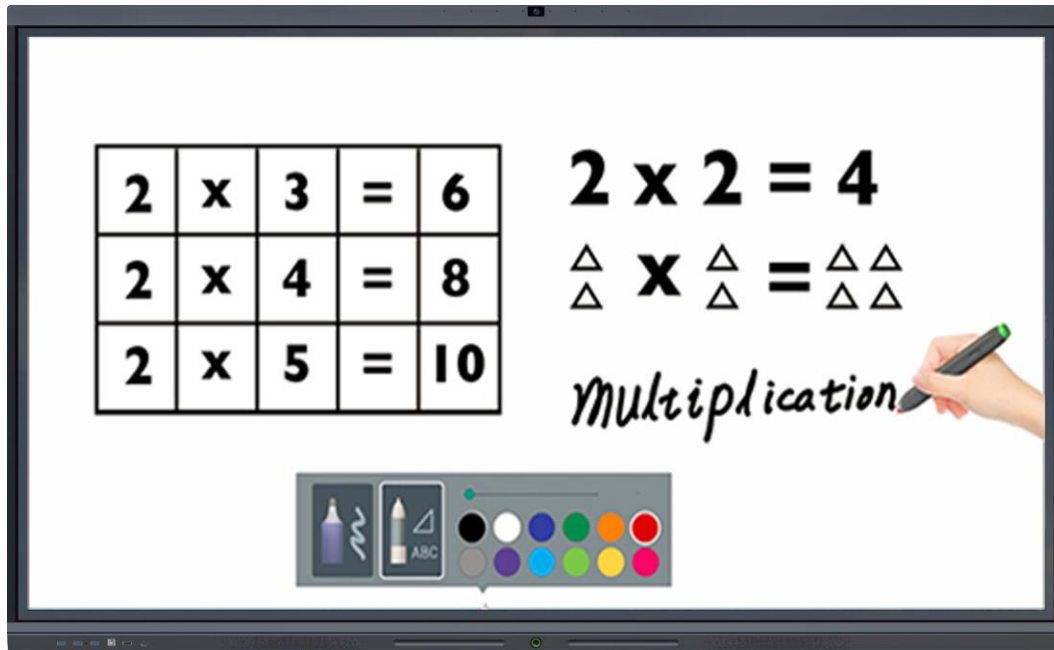 2 x 3 = 6
2 x 4 = 8
2 x 5 = 10
2 x 2 = 4
x =
multiplication
ABC